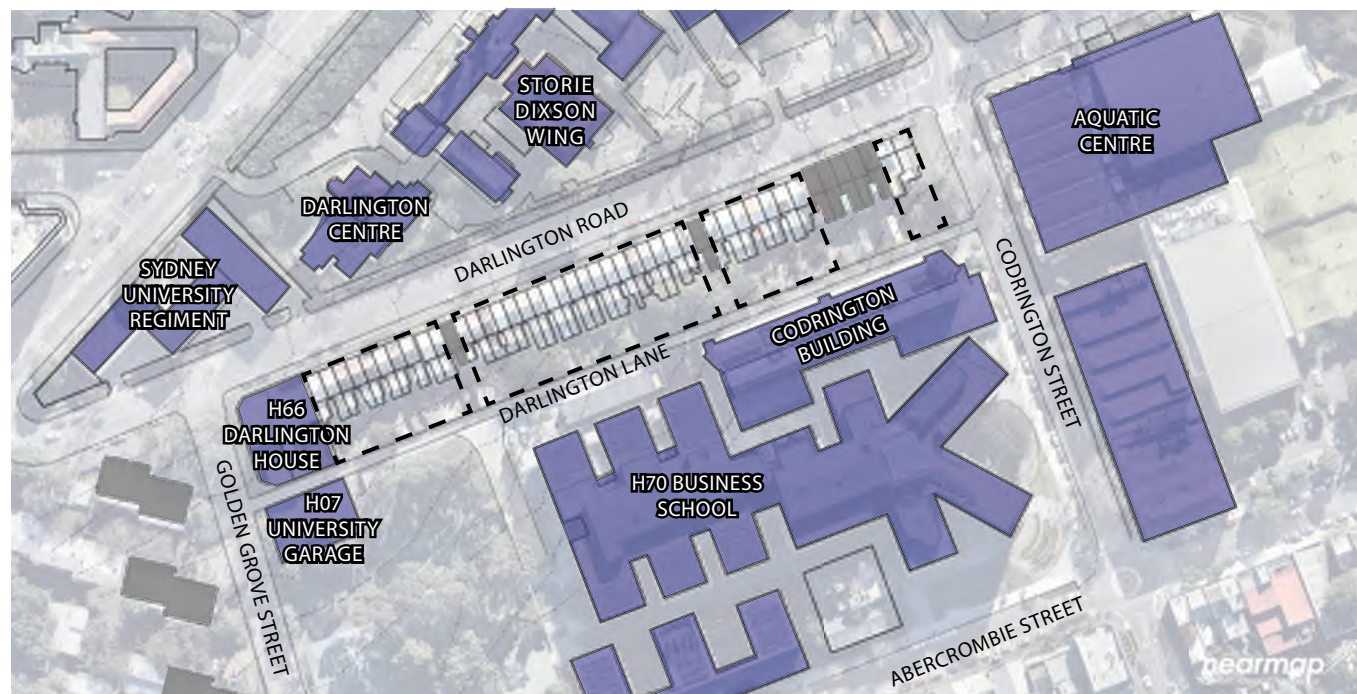 STORIE
DIXSON
WING
AQUATIC
CENTRE
DARLINGTON
CENTRE
DARLINGTON ROAD
SYDNEY
UNIVERSITY
REGIMENT
CODRINGTON
BUILDING
CODRINGTON STREET
DARLINGTON LANE
H66
DARLINGTON
HOUSE
GOLDEN GROVE STREET
H07
UNIVERSITY
GARAGE
H70 BUSINESS
SCHOOL
ABERCROMBIE STREET
nearmap